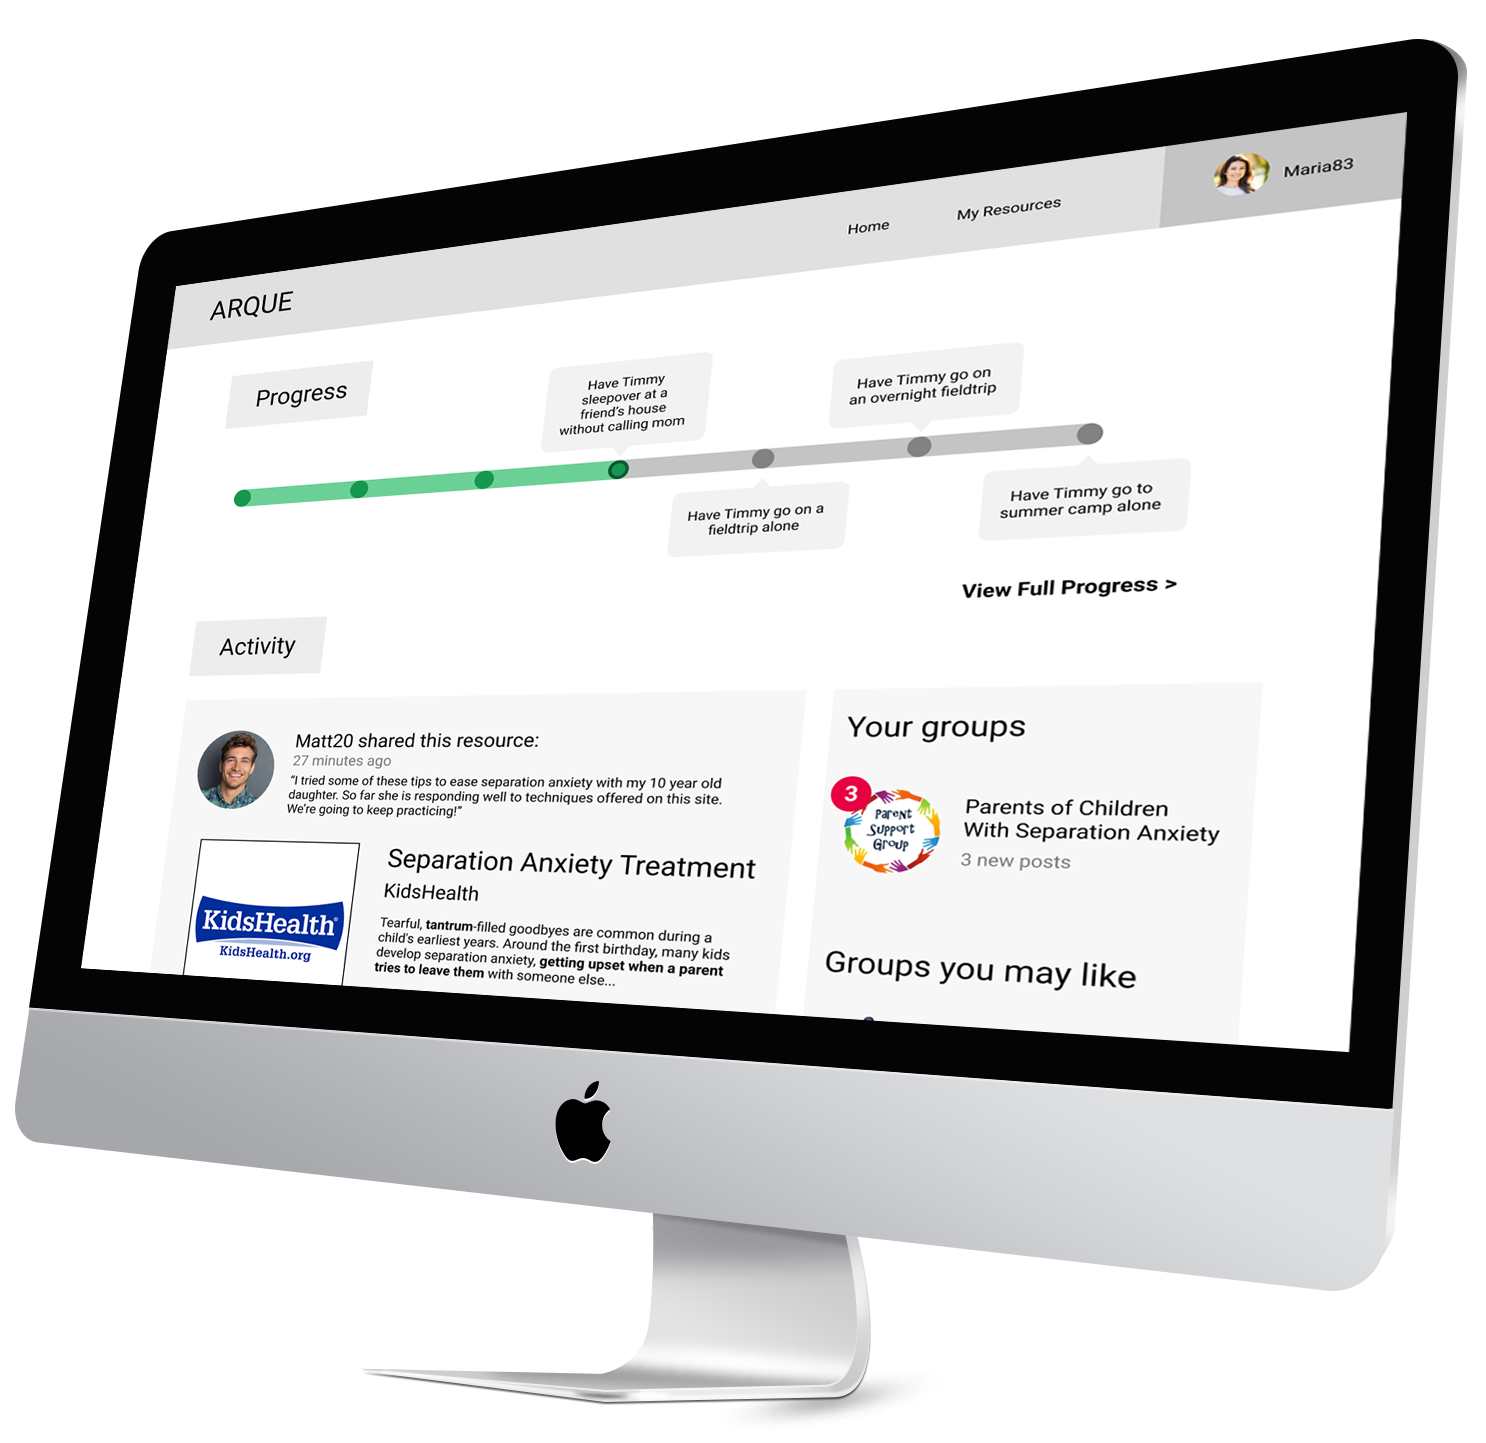 Maria83
My Resources
Home
ARQUE
Progress
Have Timmy
sleepover at a
friend's house
without calling mom
Have Timmy go on
an overnight fieldtrip
Have Timmy go on a
fieldtrip alone
Have Timmy go to
summer camp alone
View Full Progress >
Activity
Matt20 shared this resource:
27 minutes ago
“I tried some of these tips to ease separation anxiety with my 10 year old
daughter. So far she is responding well to techniques offered on this site.
We’re going to keep practicing!”
KidsHealth®
KidsHealth.org
Separation Anxiety Treatment
KidsHealth
Tearful, tantrum-filled goodbyes are common during a
child's earliest years. Around the first birthday, many kids
develop separation anxiety, getting upset when a parent
tries to leave them with someone else...
Your groups
3
Parent
Support
Group
Parents of Children
With Separation Anxiety
3 new posts
Groups you may like